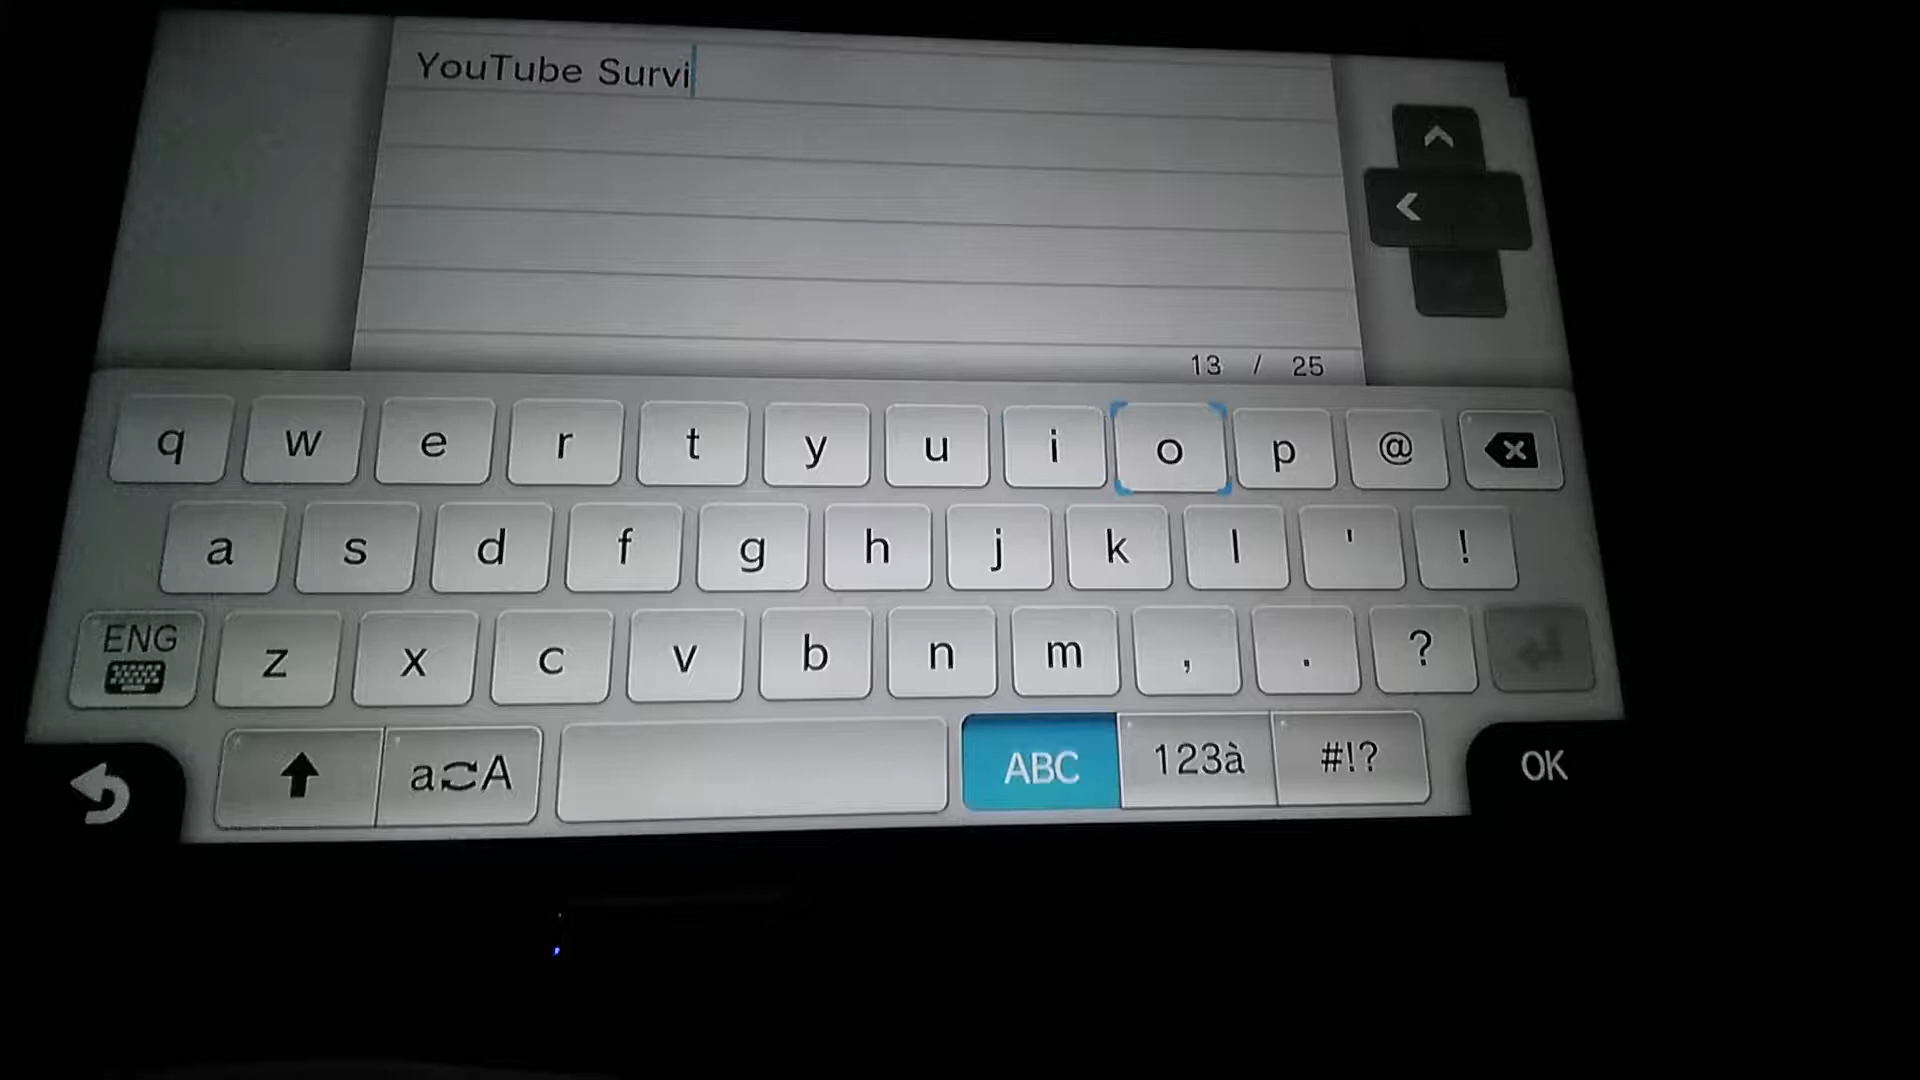 YouTube Survi
13 / 25
q w e r t y u i o p @
a s d f g h j k l ' !
ENG z x c v b n m , . ?
a A ABC 123à #!? OK